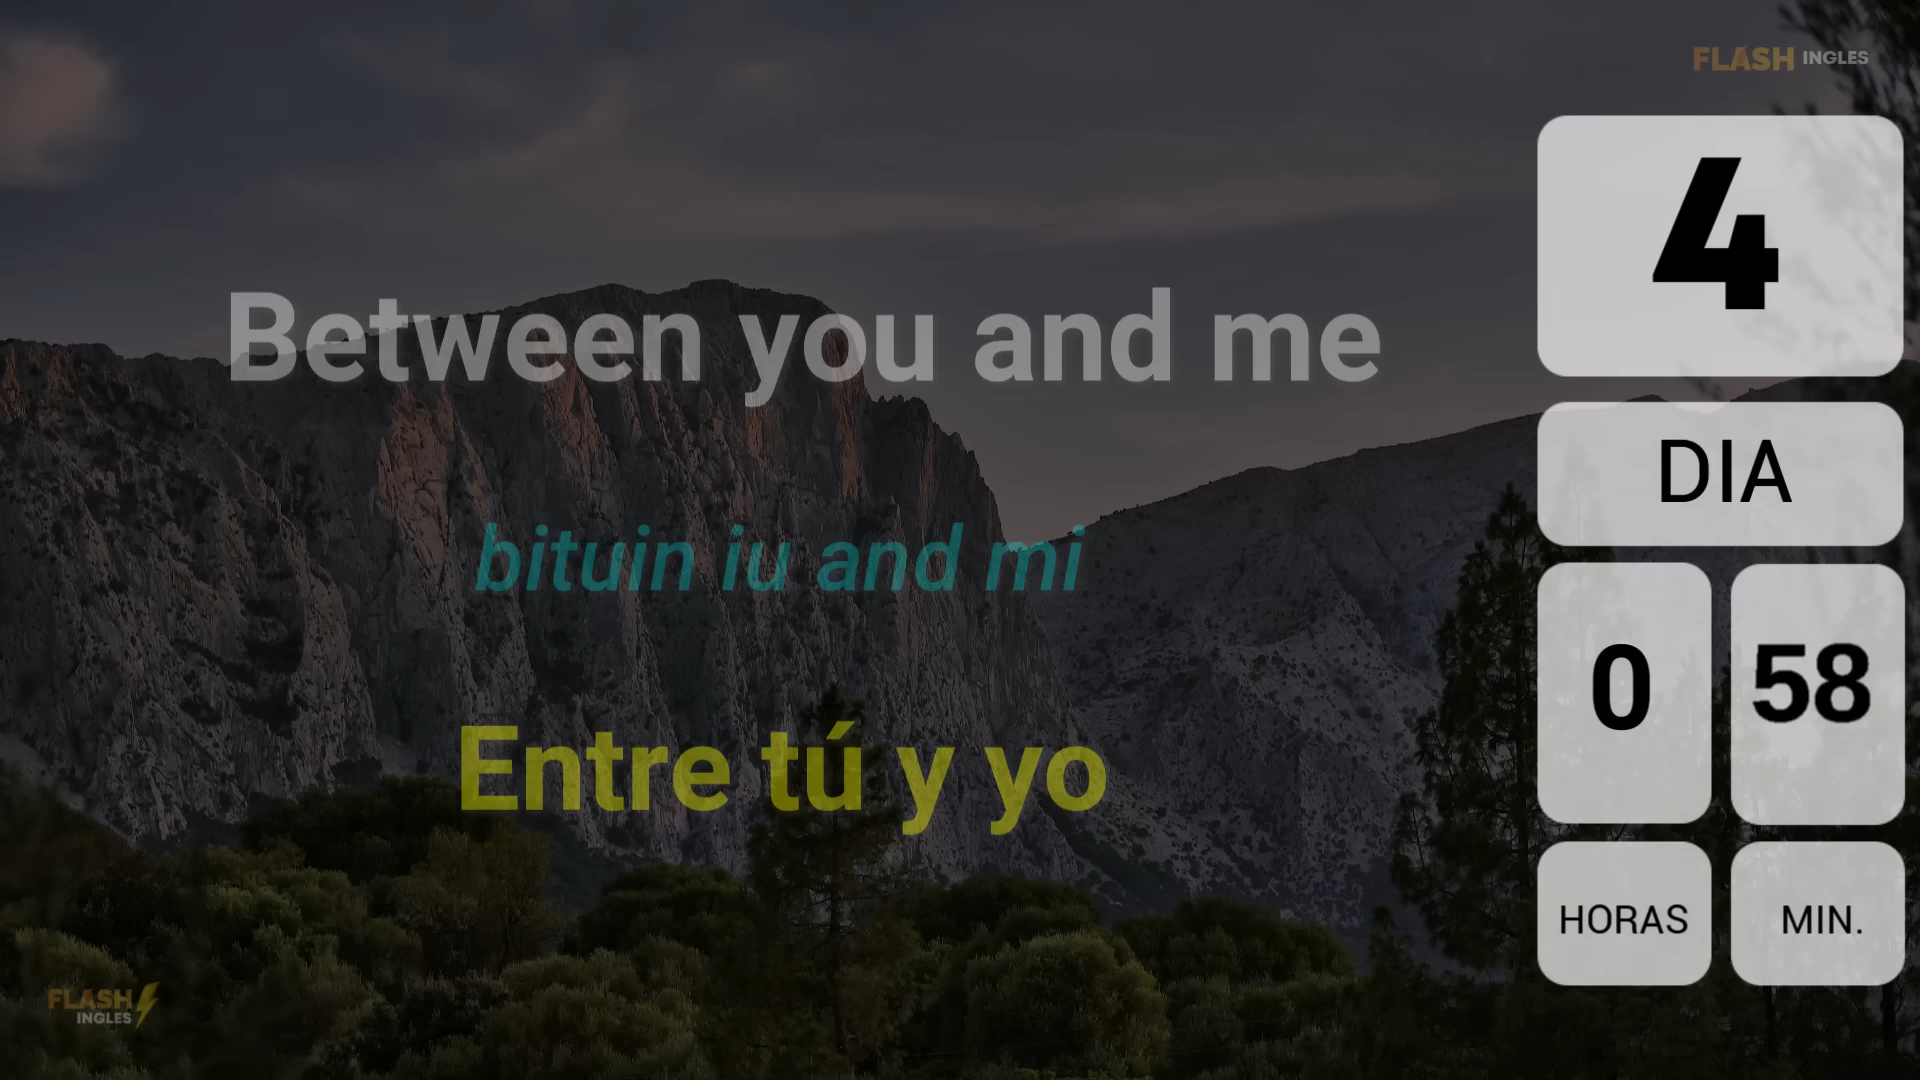 FLASH INGLES
4
DIA
Between you and me
bituin iu and mi
Entre tú y yo
0 58
HORAS MIN.
FLASH
INGLES